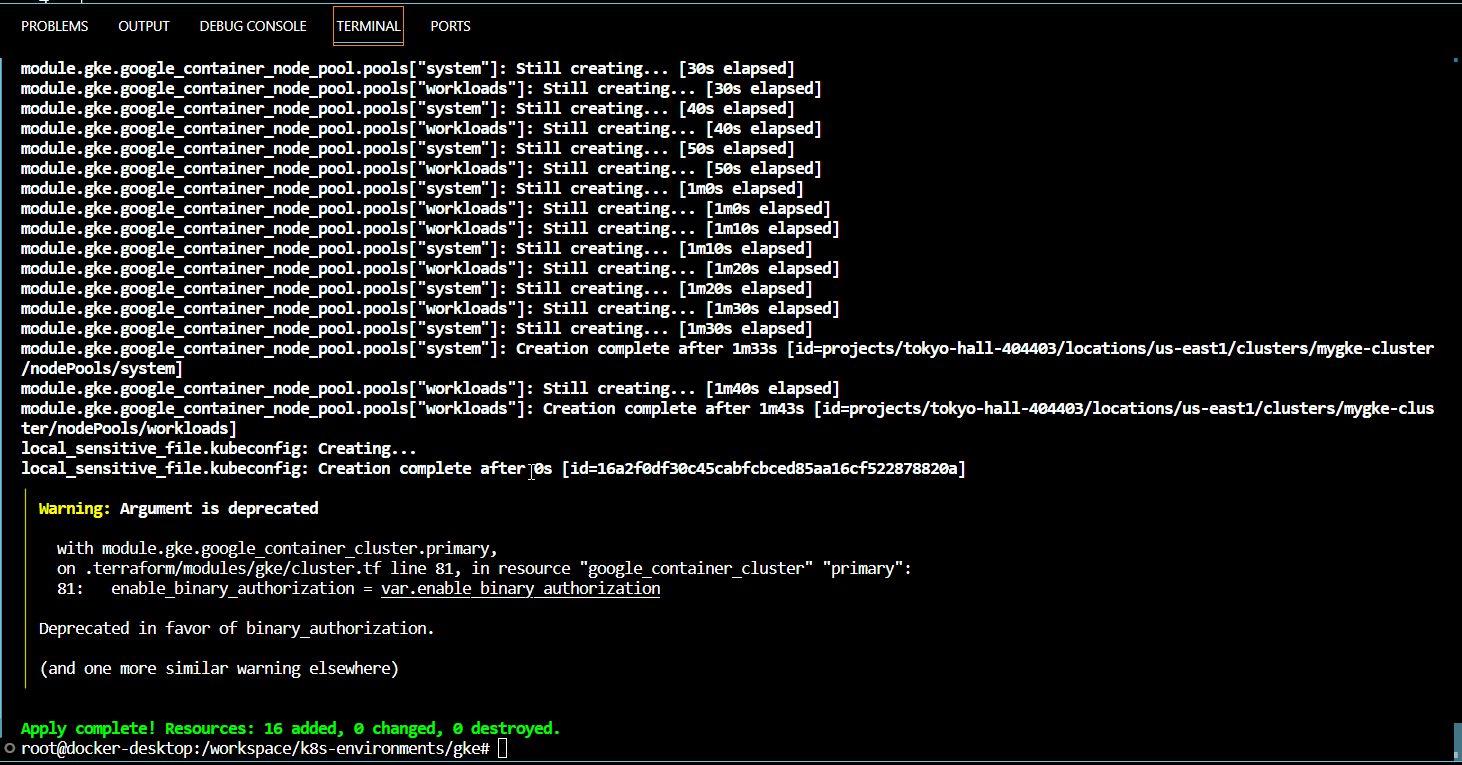 PROBLEMS OUTPUT DEBUG CONSOLE TERMINAL PORTS
module.gke.google_container_node_pool.pools["system"]: Still creating... [30s elapsed]
module.gke.google_container_node_pool.pools["workloads"]: Still creating... [30s elapsed]
module.gke.google_container_node_pool.pools["system"]: Still creating... [40s elapsed]
module.gke.google_container_node_pool.pools["workloads"]: Still creating... [40s elapsed]
module.gke.google_container_node_pool.pools["system"]: Still creating... [50s elapsed]
module.gke.google_container_node_pool.pools["workloads"]: Still creating... [50s elapsed]
module.gke.google_container_node_pool.pools["system"]: Still creating... [1m0s elapsed]
module.gke.google_container_node_pool.pools["workloads"]: Still creating... [1m0s elapsed]
module.gke.google_container_node_pool.pools["workloads"]: Still creating... [1m10s elapsed]
module.gke.google_container_node_pool.pools["system"]: Still creating... [1m10s elapsed]
module.gke.google_container_node_pool.pools["workloads"]: Still creating... [1m20s elapsed]
module.gke.google_container_node_pool.pools["system"]: Still creating... [1m20s elapsed]
module.gke.google_container_node_pool.pools["workloads"]: Still creating... [1m30s elapsed]
module.gke.google_container_node_pool.pools["system"]: Still creating... [1m30s elapsed]
module.gke.google_container_node_pool.pools["system"]: Creation complete after 1m33s [id=projects/tokyo-hall-404403/locations/us-east1/clusters/mygke-cluster
/nodePools/system]
module.gke.google_container_node_pool.pools["workloads"]: Still creating... [1m40s elapsed]
module.gke.google_container_node_pool.pools["workloads"]: Creation complete after 1m43s [id=projects/tokyo-hall-404403/locations/us-east1/clusters/mygke-clus
ter/nodePools/workloads]
local_sensitive_file.kubeconfig: Creating...
local_sensitive_file.kubeconfig: Creation complete after 0s [id=16a2f0df30c45cabfcbced85aa16cf522878820a]
Warning: Argument is deprecated
with module.gke.google_container_cluster.primary,
on .terraform/modules/gke/cluster.tf line 81, in resource "google_container_cluster" "primary":
81: enable_binary_authorization = var.enable_binary_authorization
Deprecated in favor of binary_authorization.
(and one more similar warning elsewhere)
Apply complete! Resources: 16 added, 0 changed, 0 destroyed.
root@docker-desktop:/workspace/k8s-environments/gke#